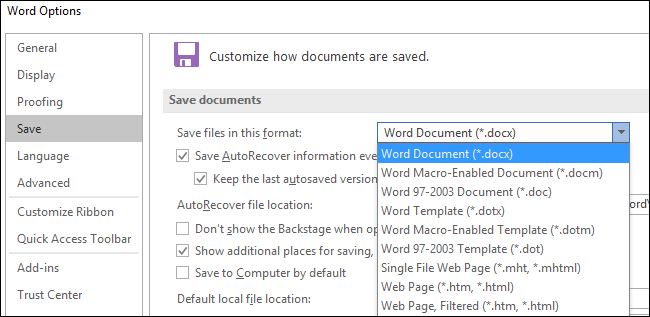 Word Options
General
Display
Proofing
Save
Language
Advanced
Customize Ribbon
Quick Access Toolbar
Add-ins
Trust Center
Customize how documents are saved.
Save documents
Save files in this format: Word Document (*.docx)
Save AutoRecover information eve
Keep the last autosaved version
AutoRecover file location:
Don't show the Backstage when op
Show additional places for saving,
Save to Computer by default
Default local file location:
Word Document (*.docx)
Word Macro-Enabled Document (*.docm)
Word 97-2003 Document (*.doc)
Word Template (*.dotx)
Word Macro-Enabled Template (*.dotm)
Word 97-2003 Template (*.dot)
Single File Web Page (*.mht, *.mhtml)
Web Page (*.htm, *.html)
Web Page, Filtered (*.htm, *.html)